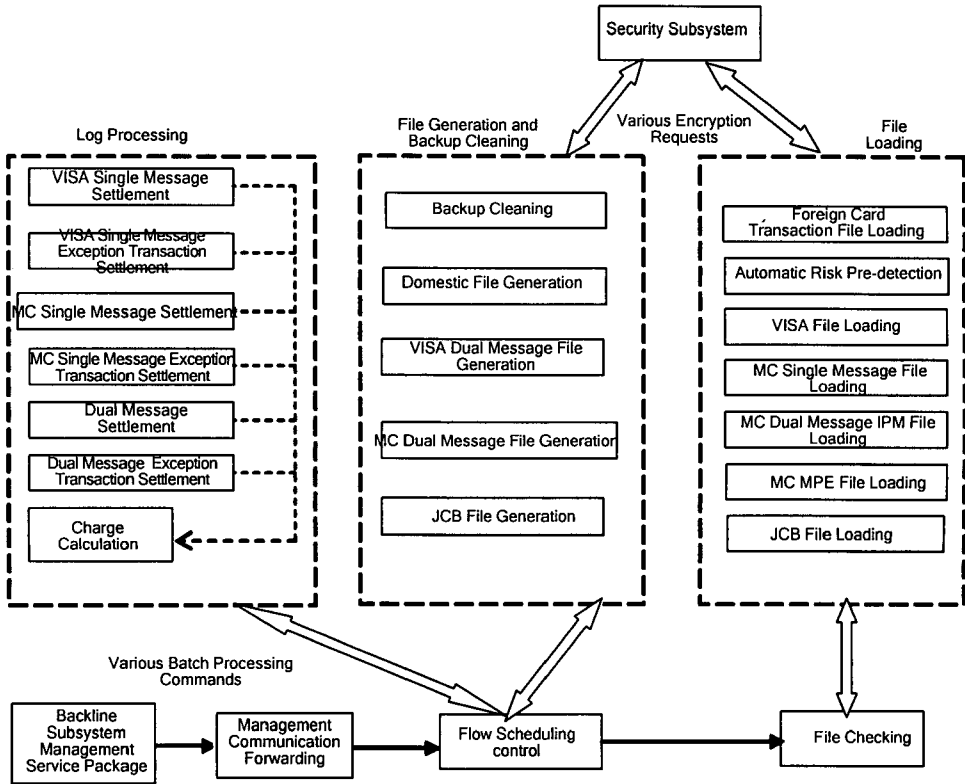 Security Subsystem
Log Processing
File Generation and
Backup Cleaning
Various Encryption
Requests
File
Loading
VISA Single Message
Settlement
VISA Single Message
Exception Transaction
Settlement
MC Single Message Settlement
MC Single Message Exception
Transaction Settlement
Dual Message
Settlement
Dual Message Exception
Transaction Settlement
Charge
Calculation
Backup Cleaning
Domestic File Generation
VISA Dual Message File
Generation
MC Dual Message File Generation
JCB File Generation
Foreign Card
Transaction File Loading
Automatic Risk Pre-detection
VISA File Loading
MC Single Message File
Loading
MC Dual Message IPM File
Loading
MC MPE File Loading
JCB File Loading
Various Batch Processing
Commands
Backline
Subsystem
Management
Service Package
Management
Communication
Forwarding
Flow Scheduling
control
File Checking